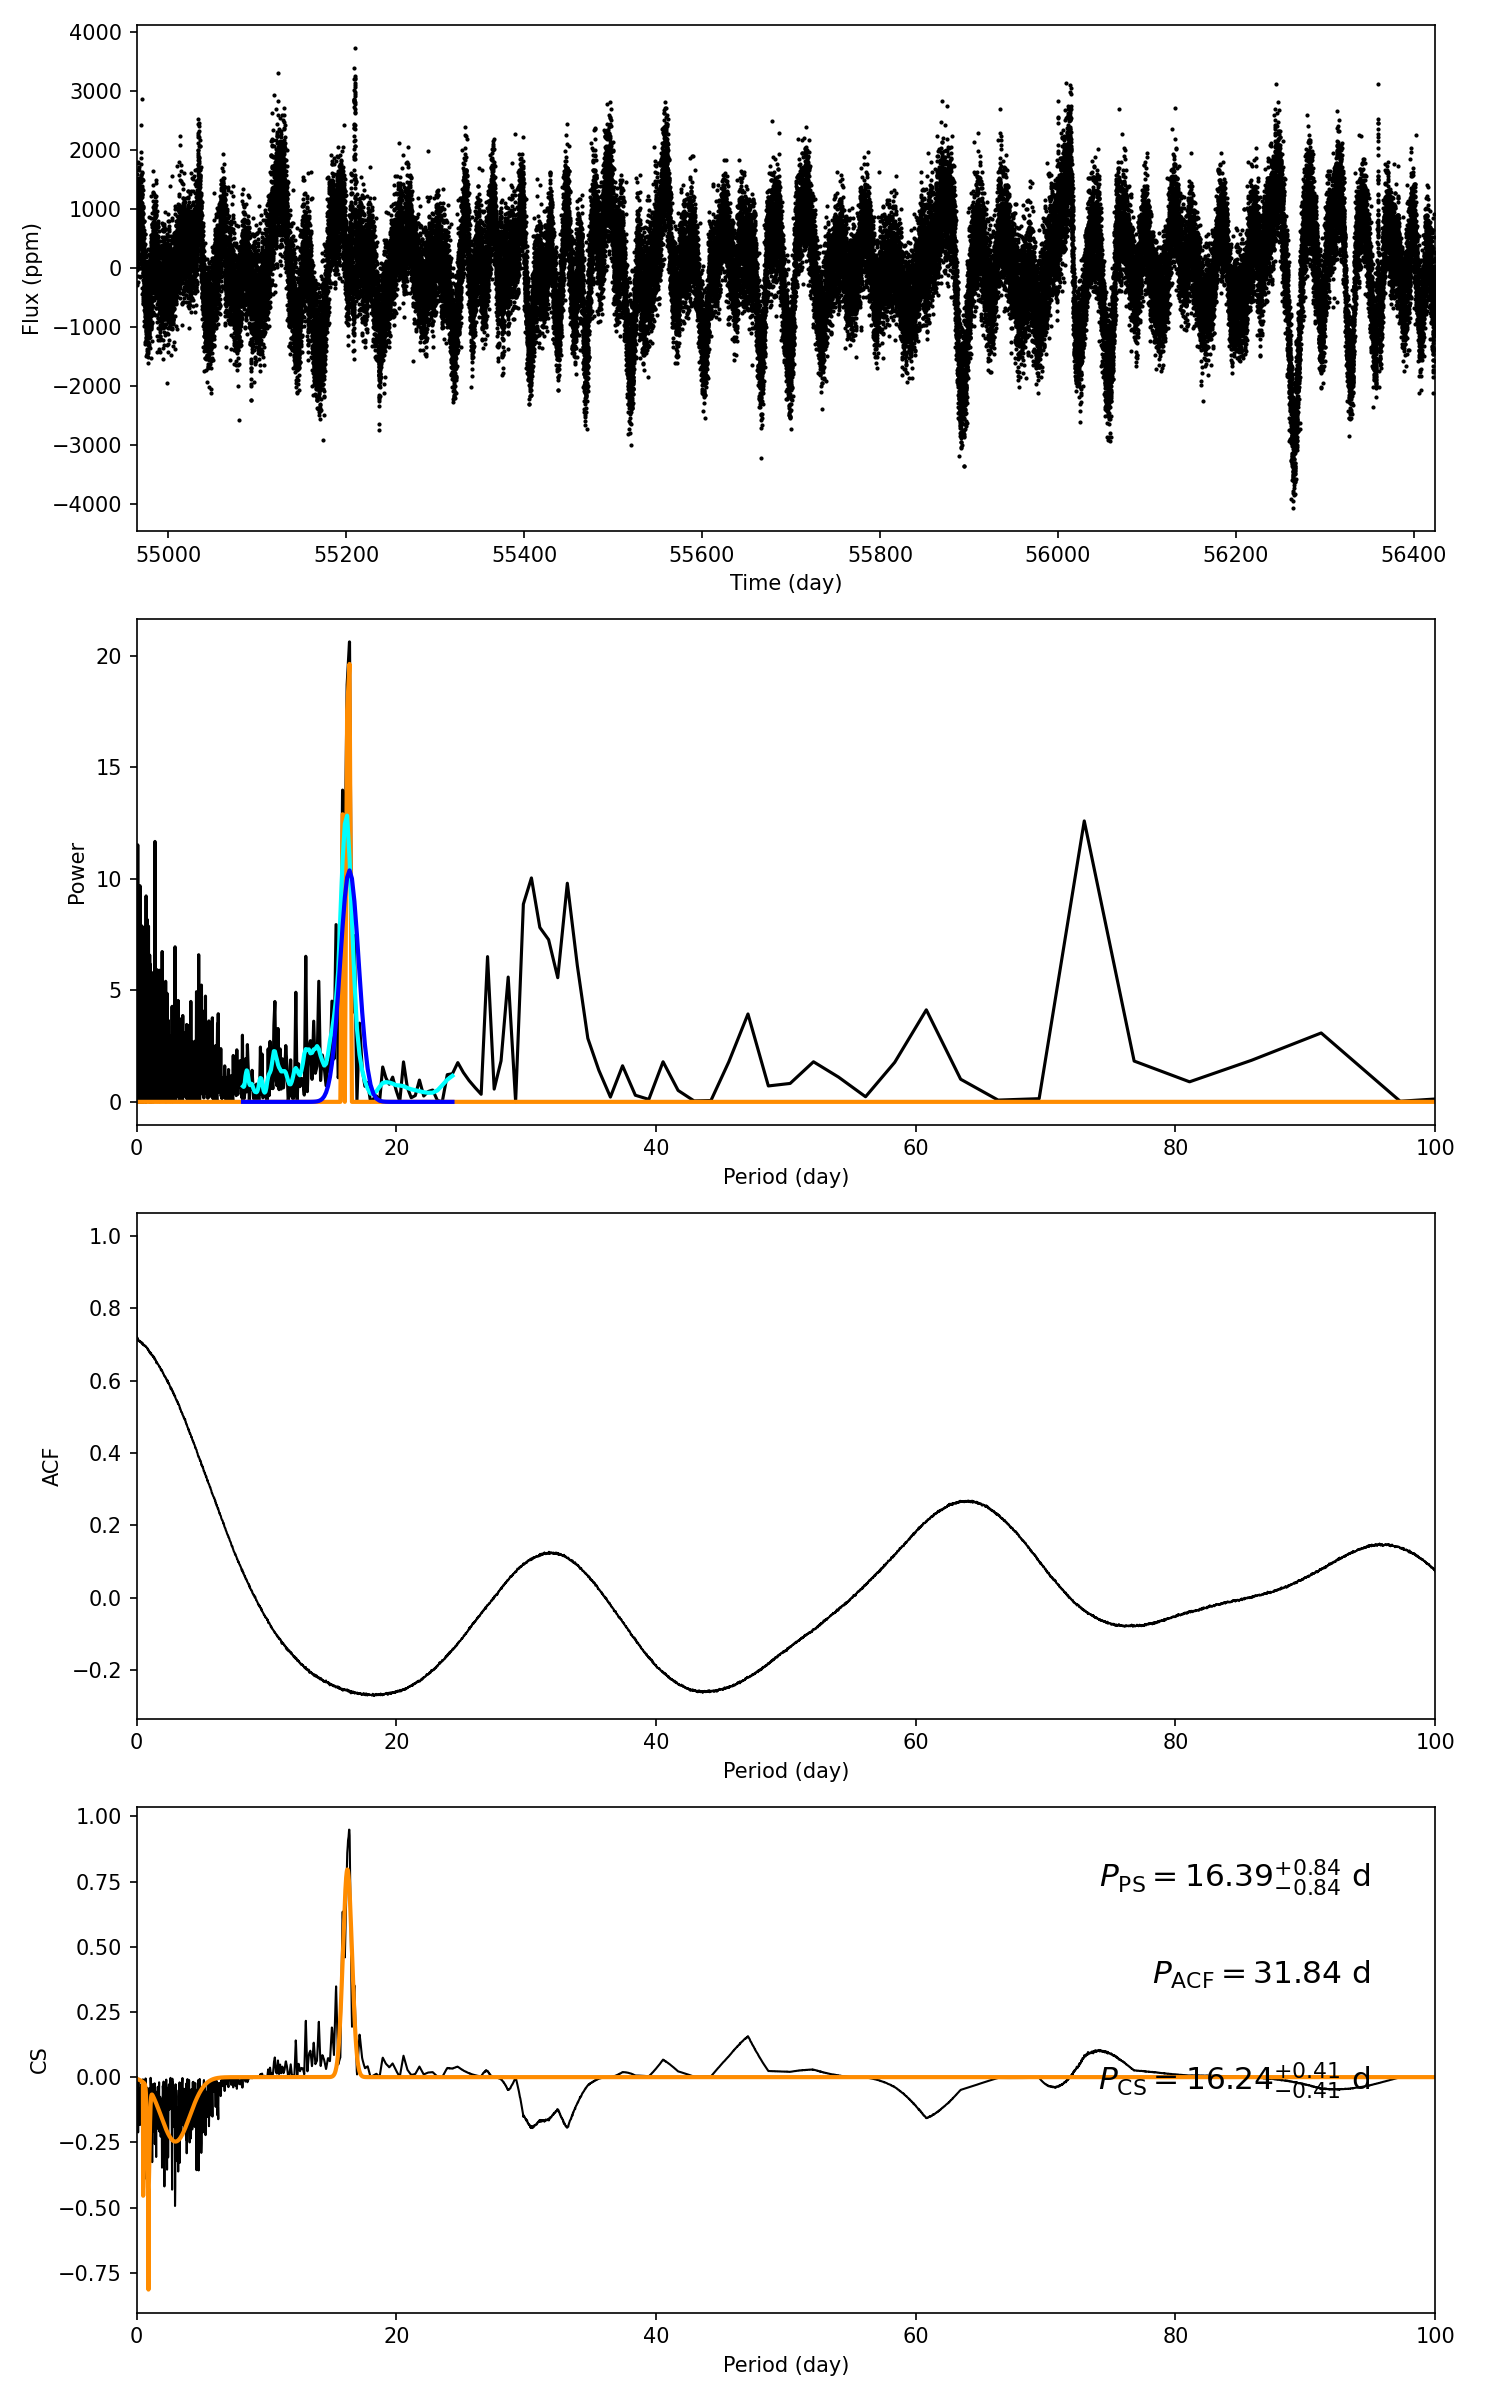 4000
3000
2000
1000
0
−1000
−2000
−3000
−4000
Flux (ppm)
55000 55200 55400 55600 55800 56000 56200 56400
Time (day)
20
15
10
5
0
Power
0 20 40 60 80 100
Period (day)
1.0
0.8
0.6
0.4
0.2
0.0
−0.2
ACF
0 20 40 60 80 100
Period (day)
1.00
0.75
0.50
0.25
0.00
−0.25
−0.50
−0.75
CS
P_PS = 16.39 +0.84 −0.84 d
P_ACF = 31.84 d
P_CS = 16.24 +0.41 −0.41 d
0 20 40 60 80 100
Period (day)